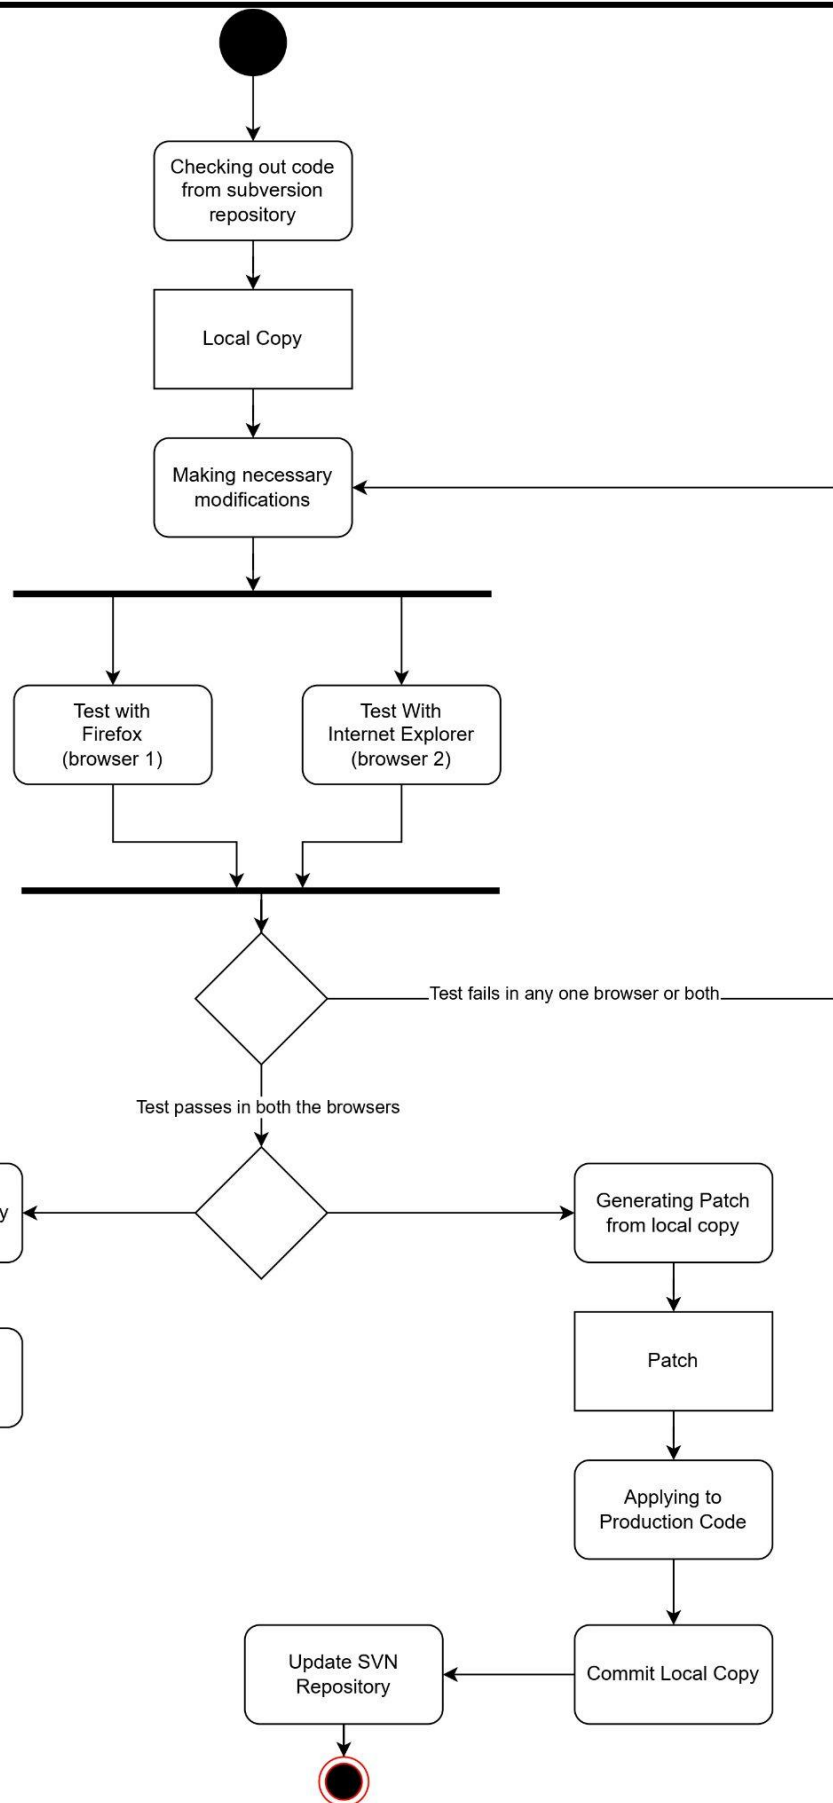 Checking out code
from subversion
repository
Local Copy
Making necessary
modifications
Test with
Firefox
(browser 1)
Test With
Internet Explorer
(browser 2)
Test fails in any one browser or both
Test passes in both the browsers
y
Generating Patch
from local copy
Patch
Applying to
Production Code
Update SVN
Repository
Commit Local Copy